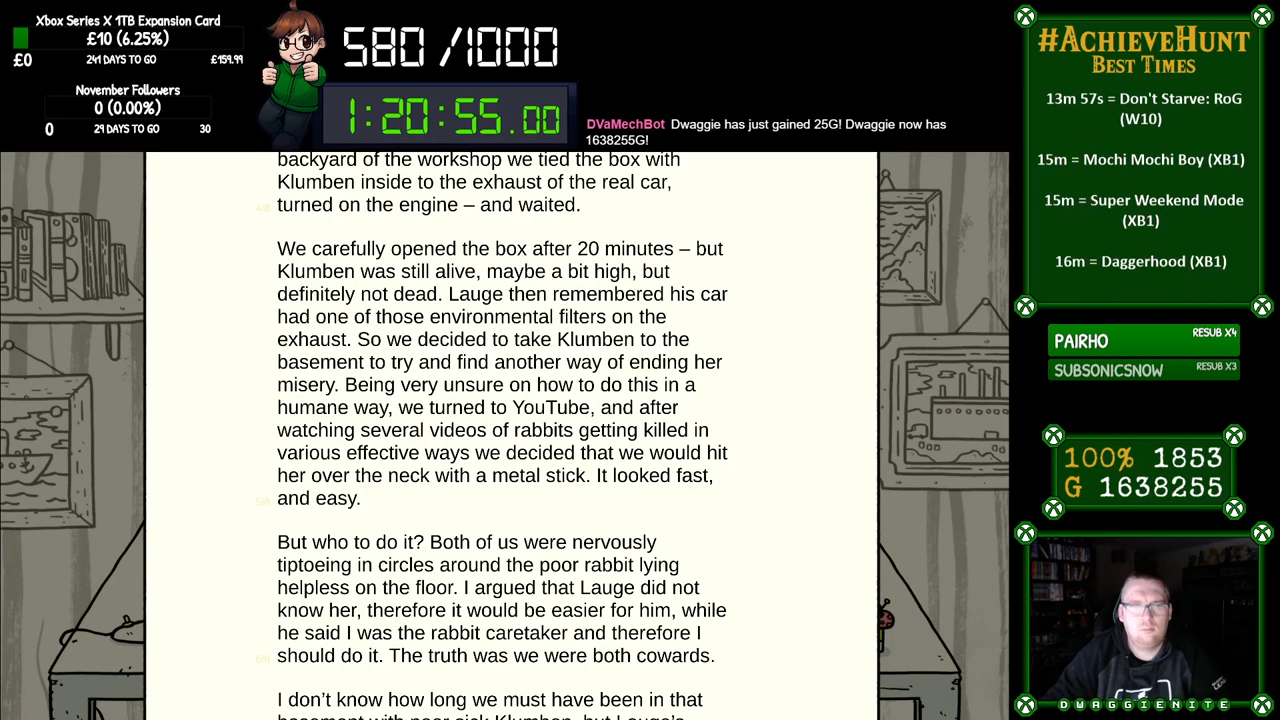 Xbox Series X 1TB Expansion Card
£10 (6.25%)
£0
241 DAYS TO GO
£159.99
November Followers
0 (0.00%)
0
29 DAYS TO GO
30
580 /1000
1:20:55.00
DVaMechBot Dwaggie has just gained 25G! Dwaggie now has
1638255G!
#AchieveHunt
Best Times
13m 57s = Don't Starve: RoG
(W10)
15m = Mochi Mochi Boy (XB1)
15m = Super Weekend Mode
(XB1)
16m = Daggerhood (XB1)
PAIRHO
RESUB X4
SUBSONICSNOW
RESUB X3
100% 1853
G 1638255
DWAGGIENITE
backyard of the workshop we tied the box with
Klumben inside to the exhaust of the real car,
turned on the engine – and waited.
We carefully opened the box after 20 minutes – but
Klumben was still alive, maybe a bit high, but
definitely not dead. Lauge then remembered his car
had one of those environmental filters on the
exhaust. So we decided to take Klumben to the
basement to try and find another way of ending her
misery. Being very unsure on how to do this in a
humane way, we turned to YouTube, and after
watching several videos of rabbits getting killed in
various effective ways we decided that we would hit
her over the neck with a metal stick. It looked fast,
and easy.
But who to do it? Both of us were nervously
tiptoeing in circles around the poor rabbit lying
helpless on the floor. I argued that Lauge did not
know her, therefore it would be easier for him, while
he said I was the rabbit caretaker and therefore I
should do it. The truth was we were both cowards.
I don't know how long we must have been in that
basement with poor sick Klumben, but Lauge's